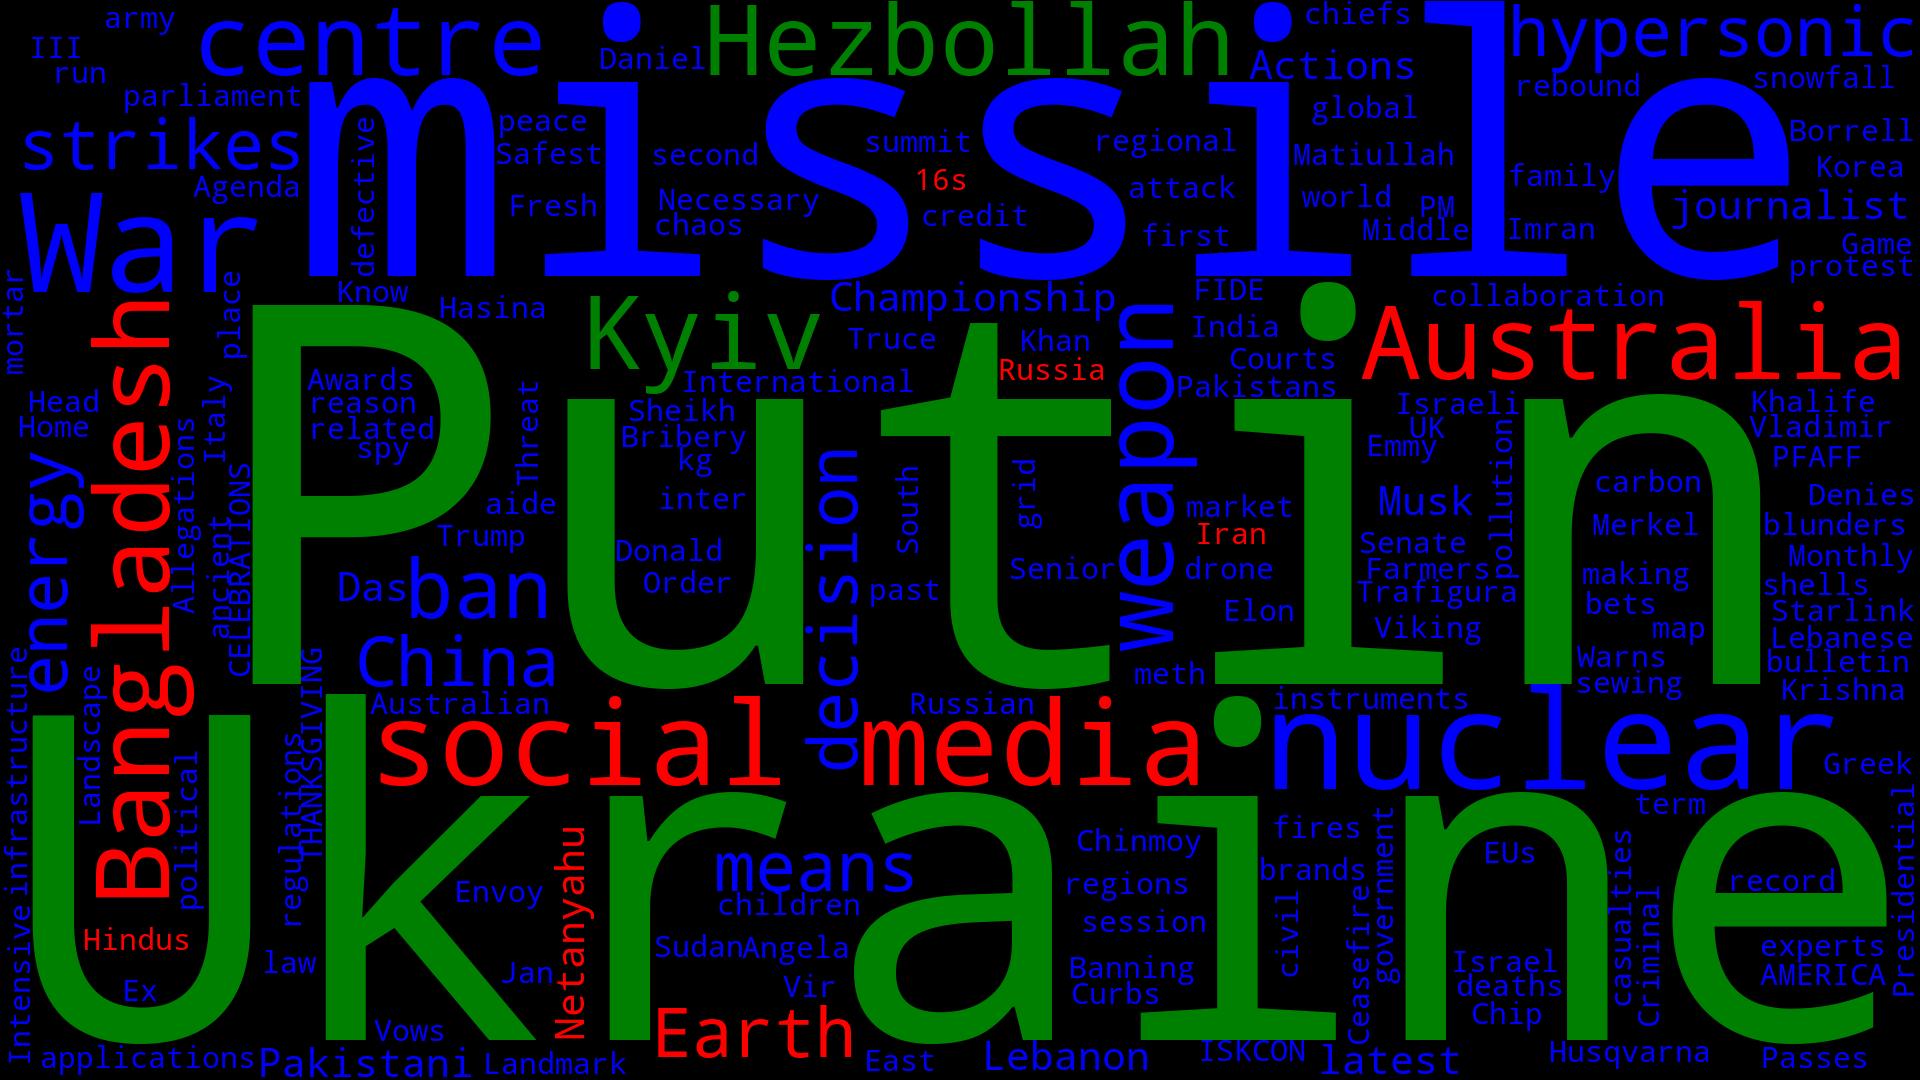 army
centre
Hezbollah
chiefs
hypersonic
III
Daniel
Actions
run
rebound
snowfall
parliament
missile
global
strikes
defective
peace
Safest
second
summit
regional
Matiullah
Borrell
Korea
Agenda
16s
attack
family
War
Fresh
Necessary
chaos
credit
world
PM
journalist
first
Middle
Imran
Game
protest
mortar
place
Know
Hasina
Kyiv
Championship
FIDE
collaboration
Bangladesh
Putin
Truce
Khan
weapon
India
Australia
Russia
Courts
International
Pakistans
Head
Home
Italy
Awards
reason
related
spy
Threat
Sheikh
Bribery
kg
Israeli
UK
Emmy
Khalife
Vladimir
PFAFF
energy
Allegations
ancient
CELEBRATIONS
aide
inter
decision
South
grid
market
Musk
pollution
carbon
Denies
Trump
Iran
Merkel
blunders
Donald
Senate
Monthly
Das
ban
Order
past
Senior
drone
Farmers
making
shells
Trafigura
bets
Starlink
Elon
Viking
map
Lebanese
China
Warns
bulletin
meth
sewing
Krishna
infrastructure
Landscape
THANKSGIVING
Australian
Russian
instruments
social media
nuclear
political
regulations
Ukraine
Greek
term
Presidential
Netanyahu
means
Chinmoy
fires
government
EUs
casualties
Envoy
children
regions
brands
record
Hindus
session
civil
Ceasefire
Criminal
Intensive
law
Sudan
Angela
experts
Jan
Banning
Israel
AMERICA
Ex
Vir
Curbs
deaths
Chip
Vows
Earth
applications
Pakistani
Landmark
East
Lebanon
ISKCON
latest
Husqvarna
Passes